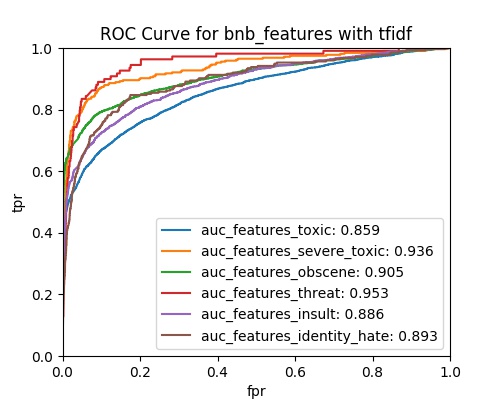 ROC Curve for bnb_features with tfidf
1.0
0.8
0.6
0.4
0.2
0.0
tpr
auc_features_toxic: 0.859
auc_features_severe_toxic: 0.936
auc_features_obscene: 0.905
auc_features_threat: 0.953
auc_features_insult: 0.886
auc_features_identity_hate: 0.893
0.0 0.2 0.4 0.6 0.8 1.0
fpr